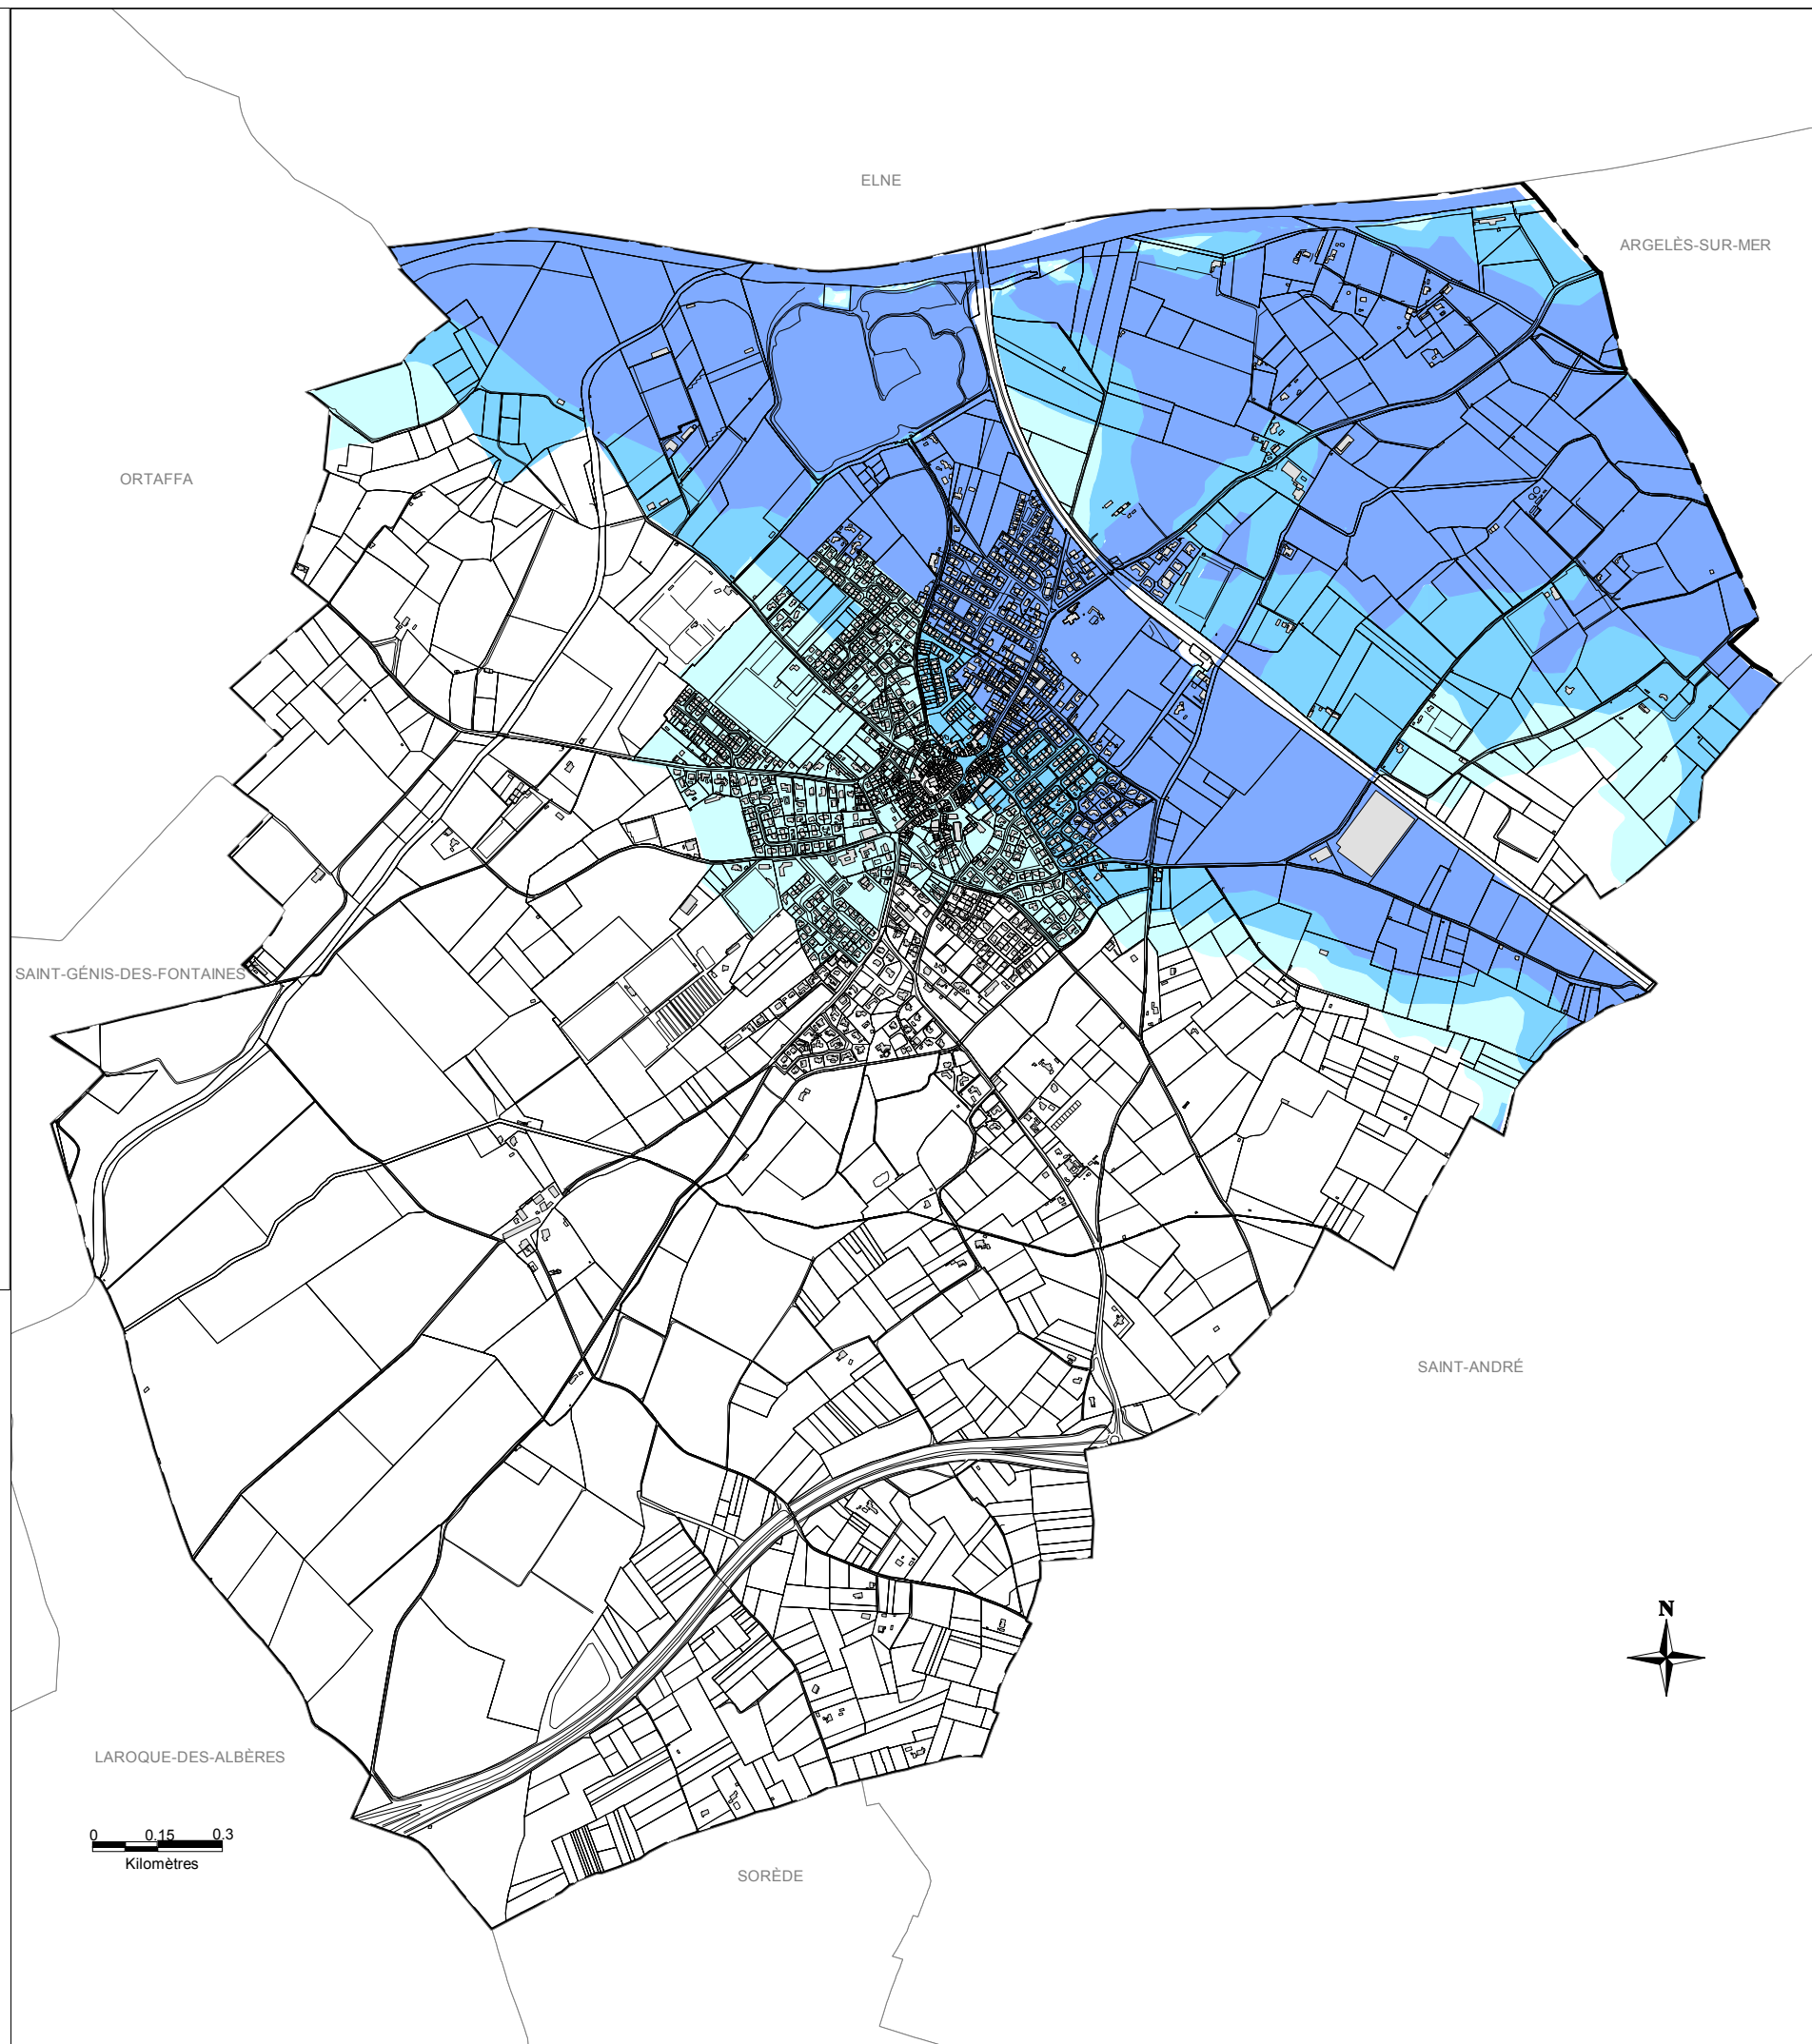 ELNE
ARGELÈS-SUR-MER
ORTAFFA
SAINT-GÉNIS-DES-FONTAINES
SAINT-ANDRÉ
N
LAROQUE-DES-ALBÈRES
0 0.15 0.3
Kilomètres
SORÈDE